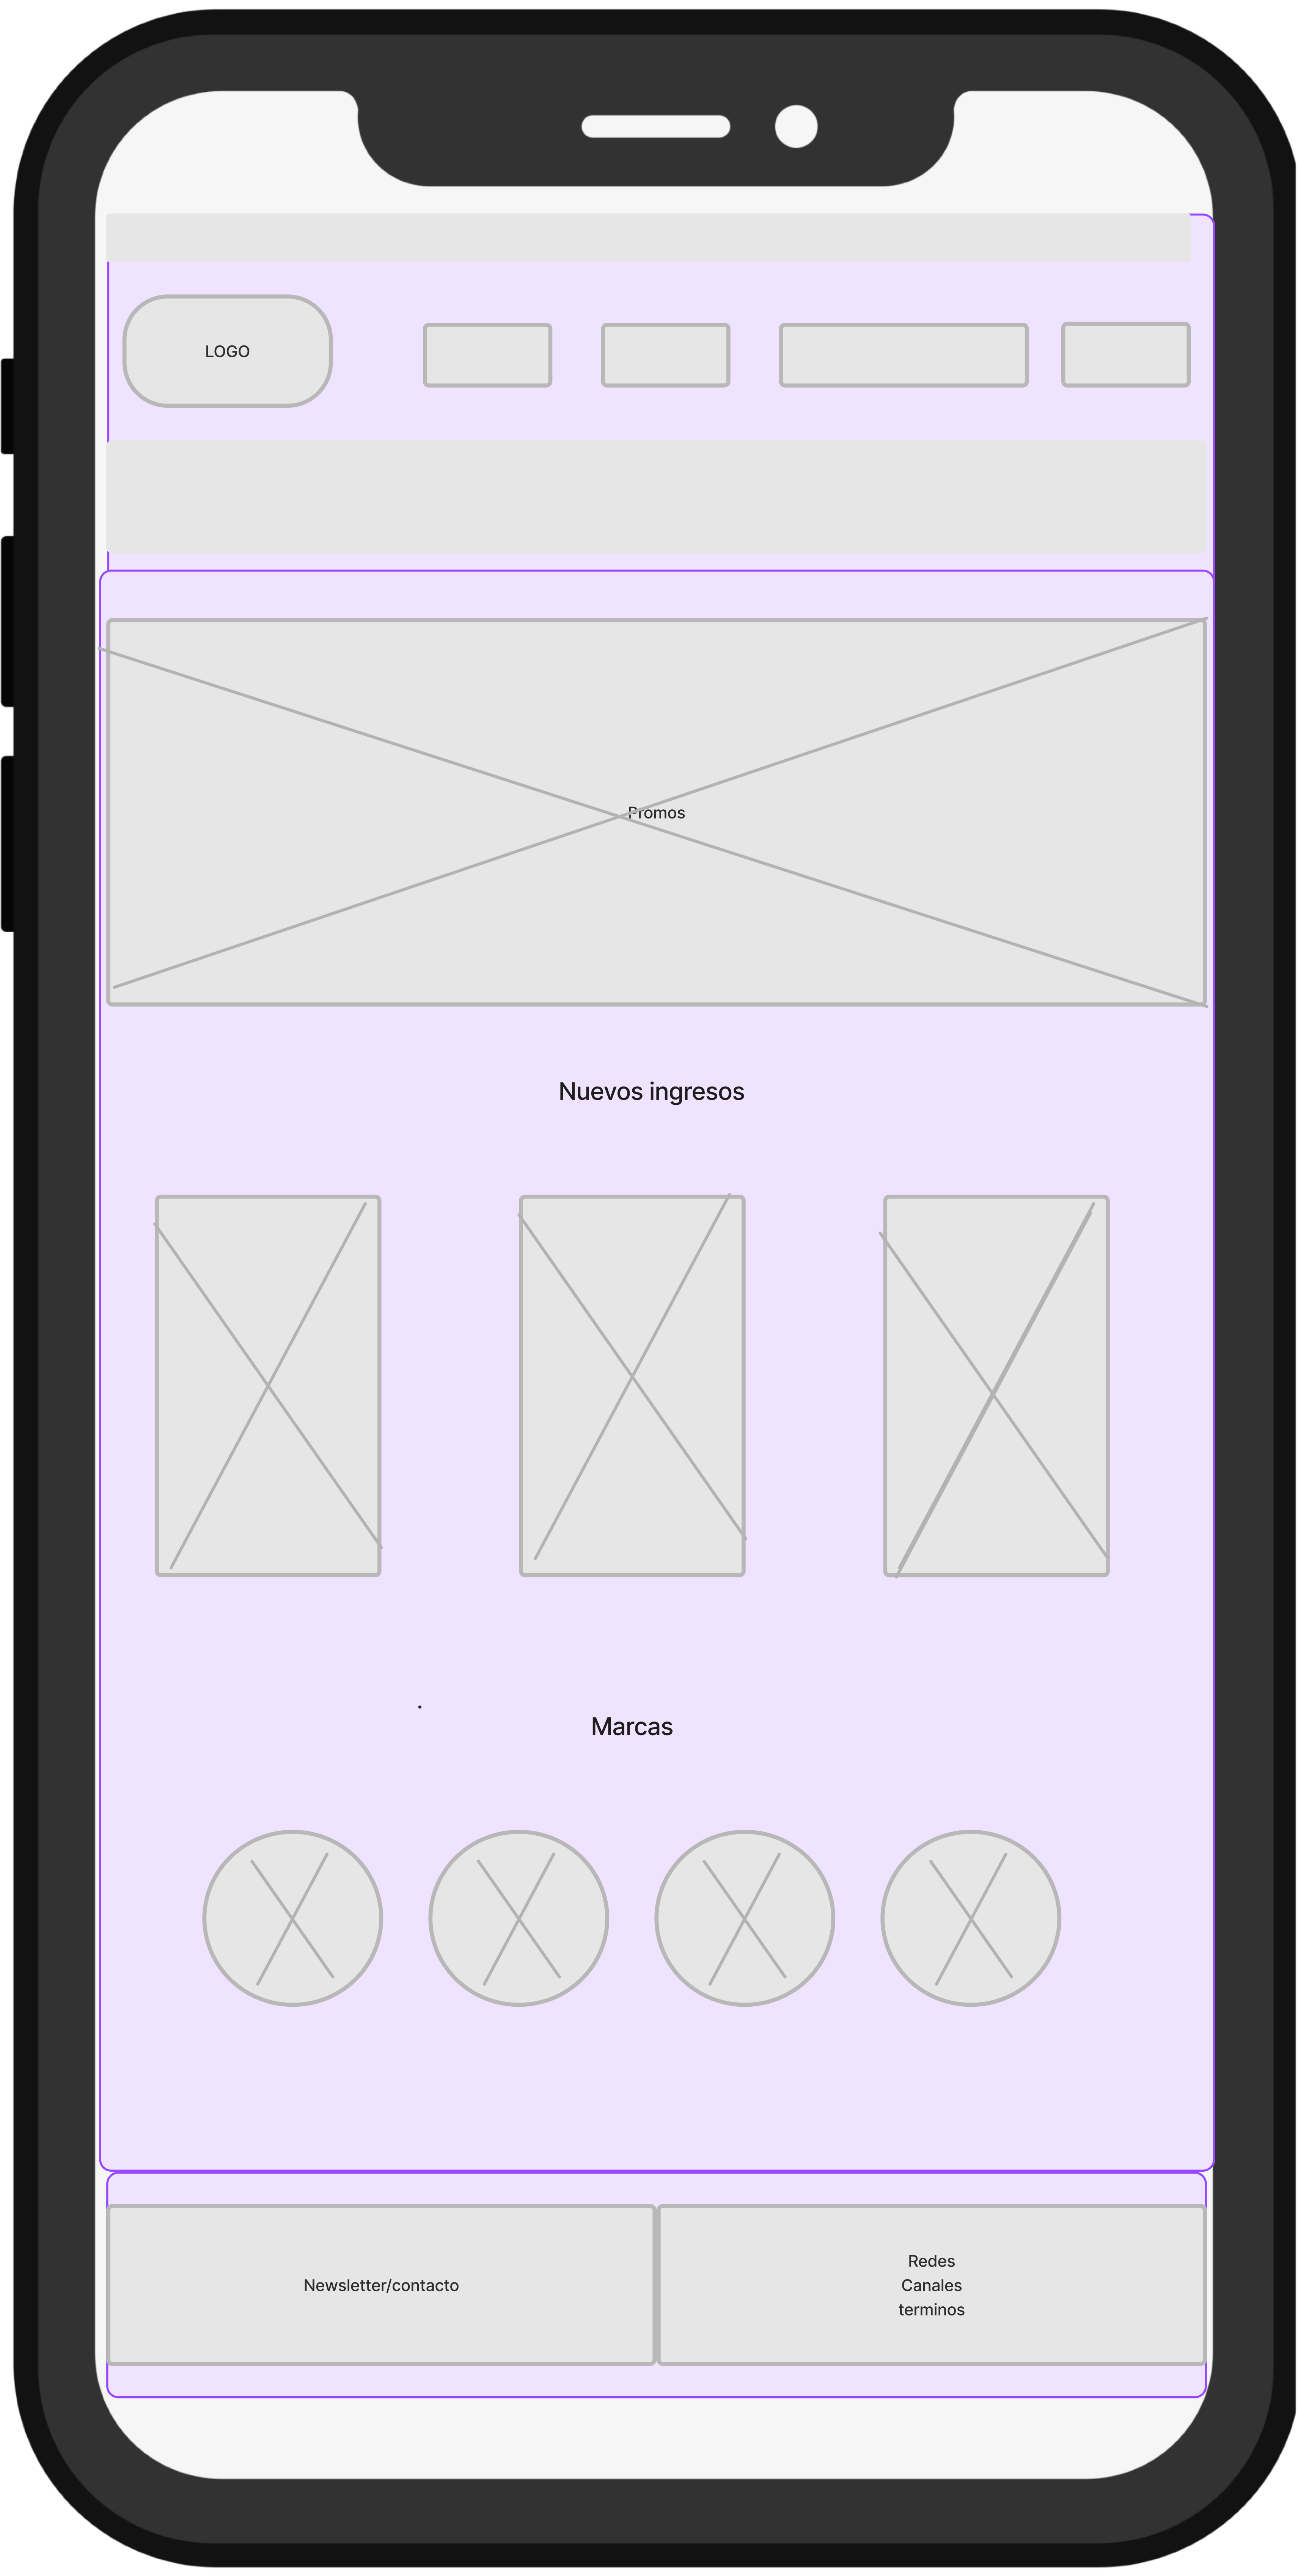 LOGO
Promos
Nuevos ingresos
Marcas
Newsletter/contacto
Redes
Canales
terminos